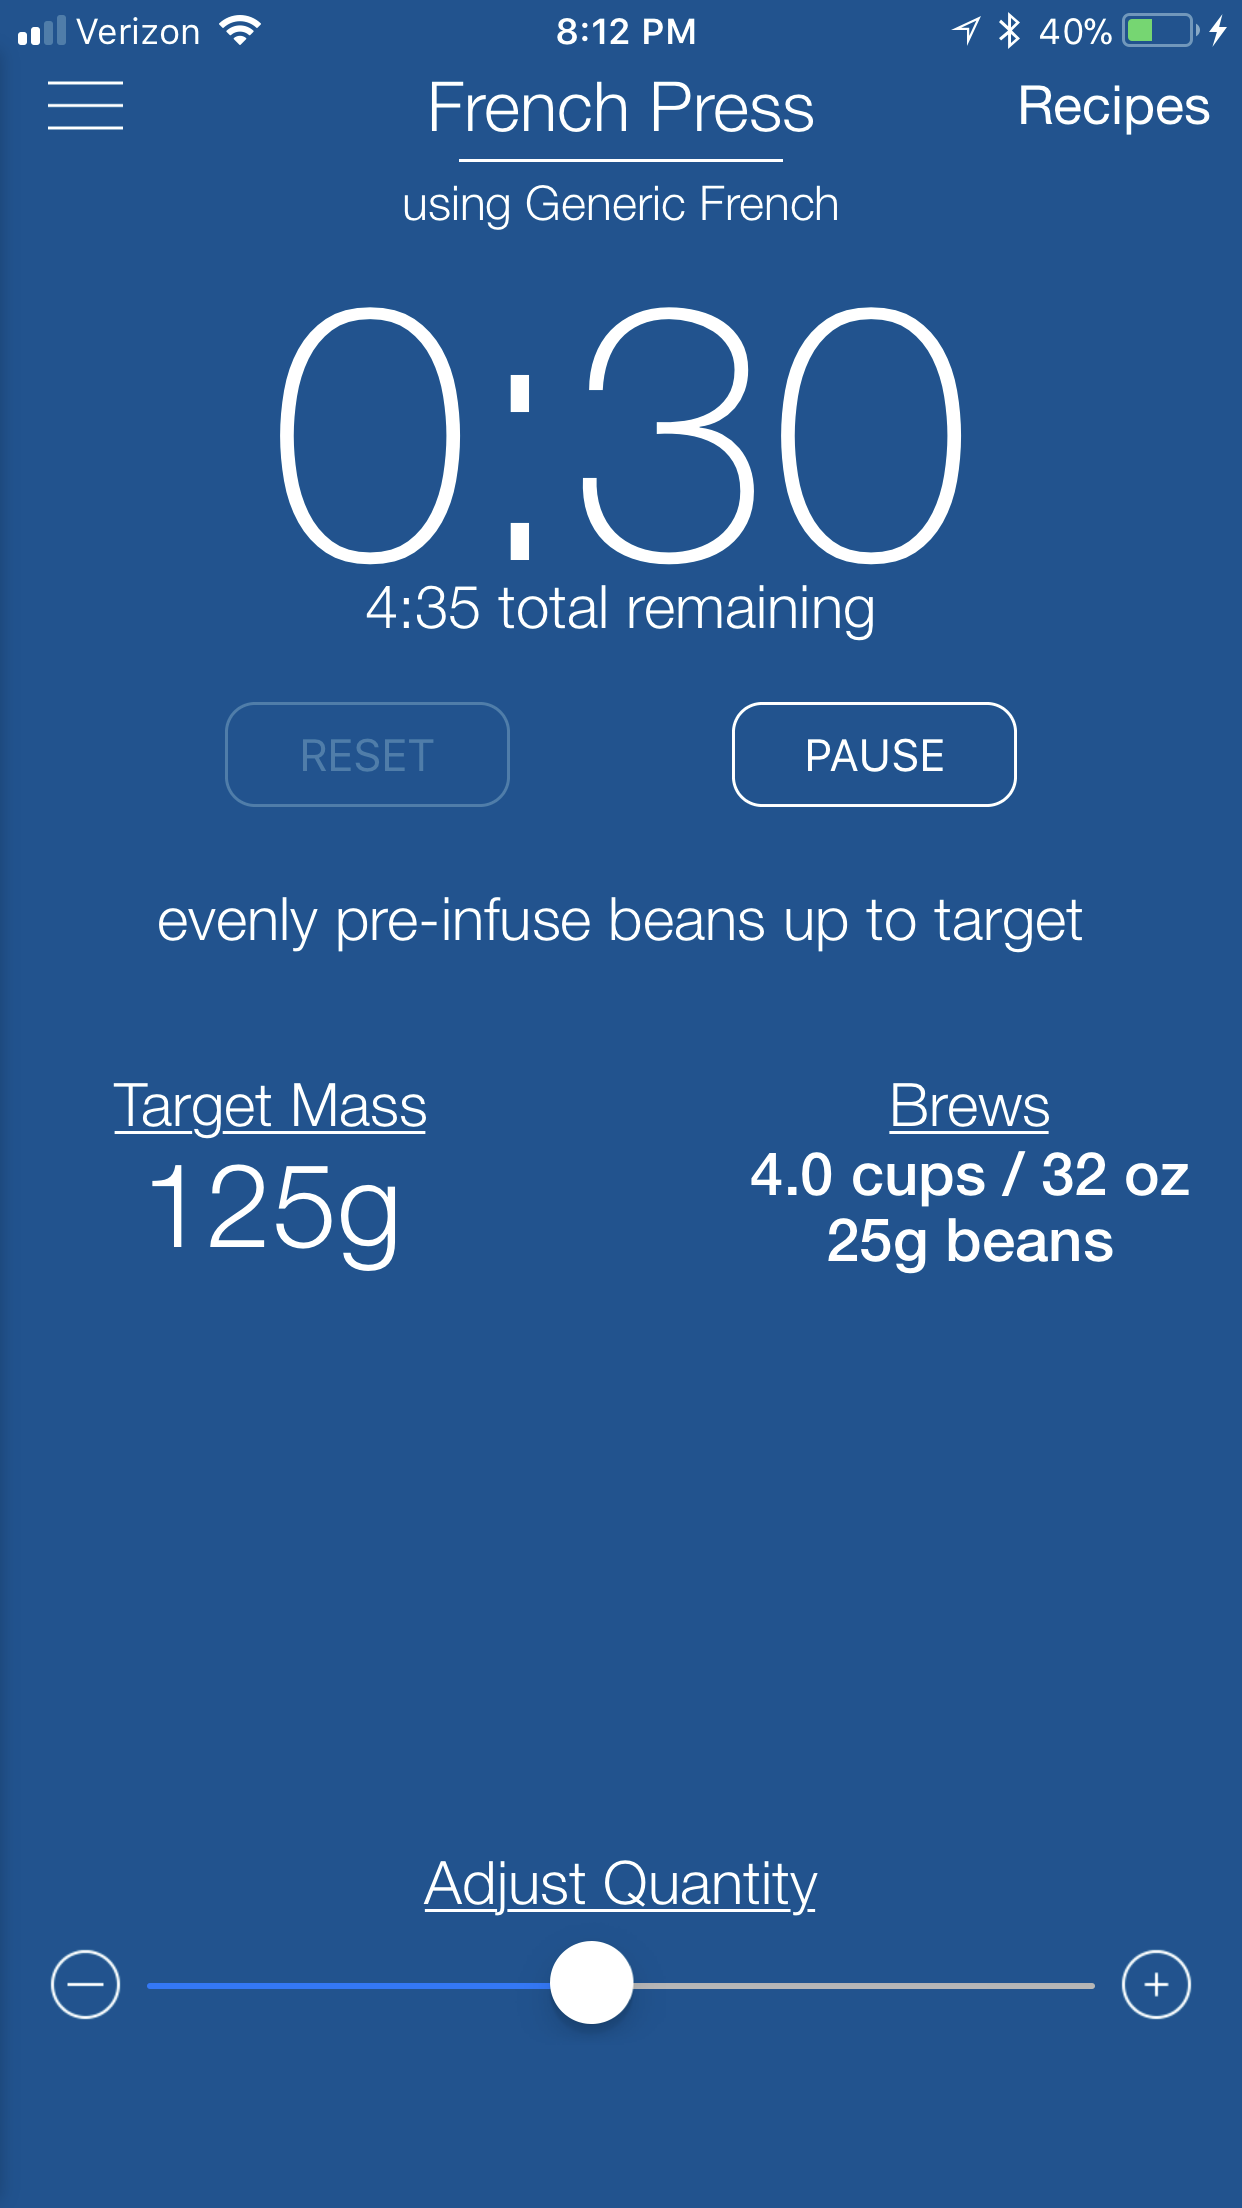 Verizon 8:12 PM 40%
French Press Recipes
using Generic French
0:30
4:35 total remaining
RESET PAUSE
evenly pre-infuse beans up to target
Target Mass Brews
125g 4.0 cups / 32 oz
25g beans
Adjust Quantity